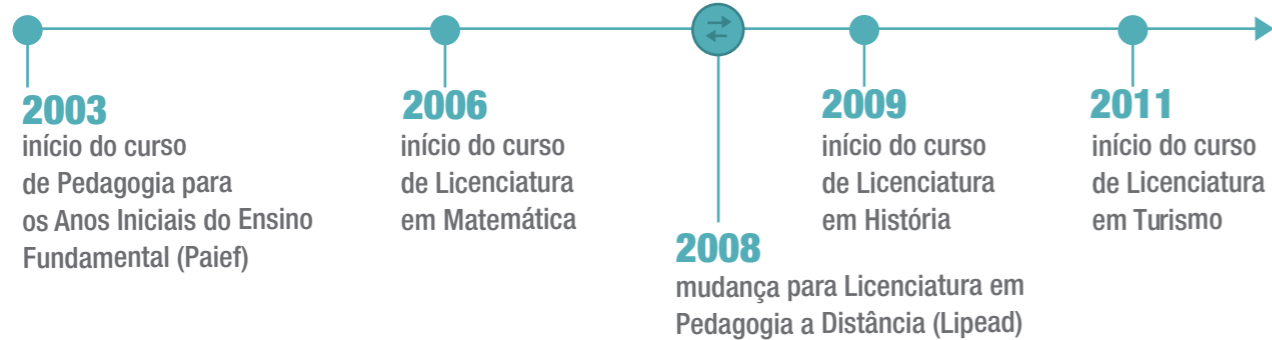 2003
início do curso
de Pedagogia para
os Anos Iniciais do Ensino
Fundamental (Paief)
2006
início do curso
de Licenciatura
em Matemática
2008
mudança para Licenciatura em
Pedagogia a Distância (Lipead)
2009
início do curso
de Licenciatura
em História
2011
início do curso
de Licenciatura
em Turismo